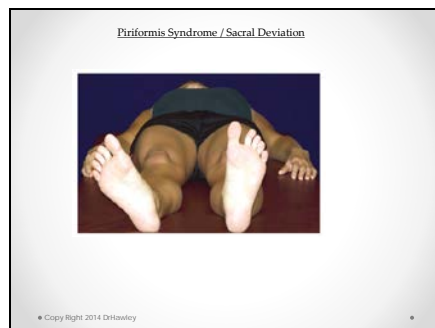 Piriformis Syndrome / Sacral Deviation
Copy Right 2014 DrHawley